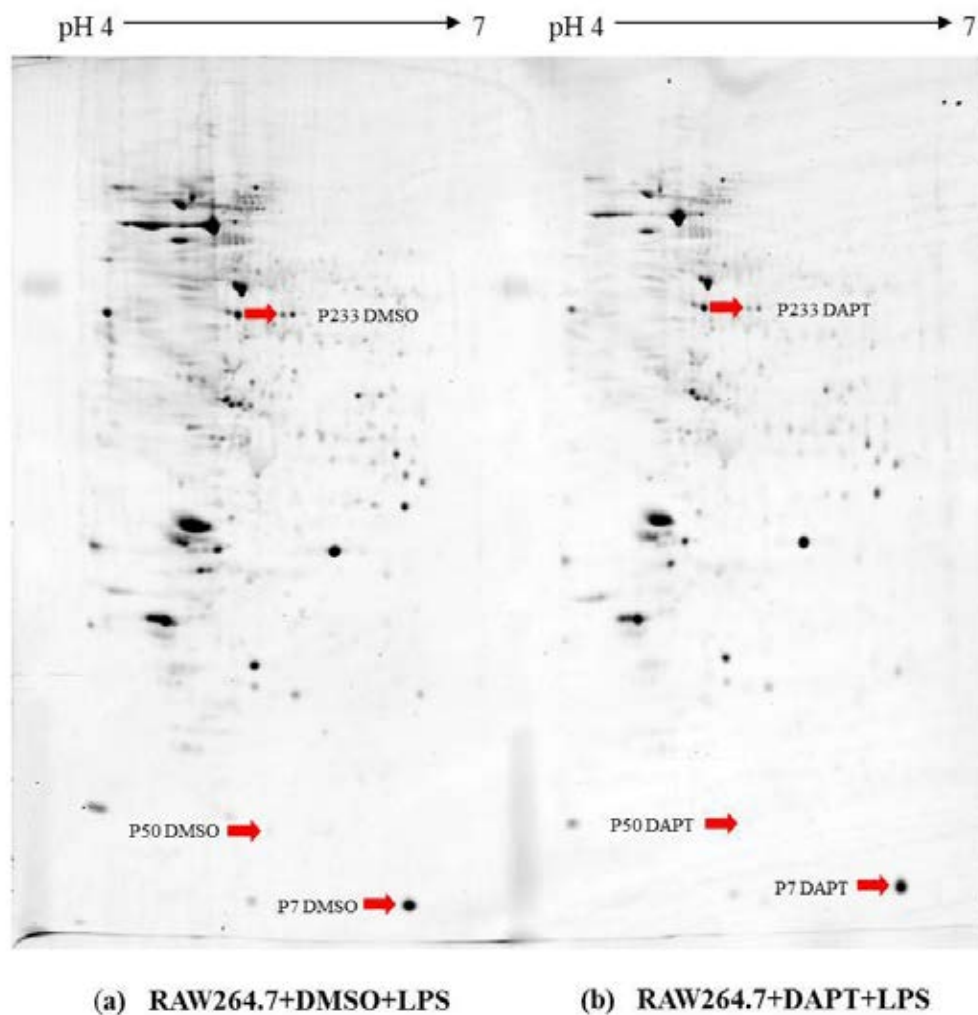 pH 4 7 pH 4 7
P233 DMSO P233 DAPT
P50 DMSO P50 DAPT
P7 DMSO P7 DAPT
(a) RAW264.7+DMSO+LPS (b) RAW264.7+DAPT+LPS